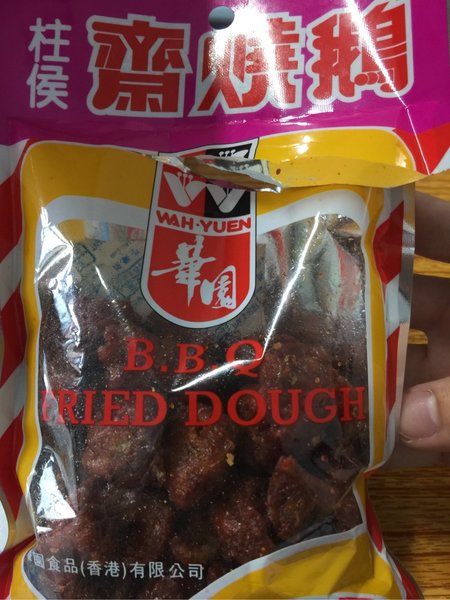 柱侯
齋燒鵝
WAH·YUEN
華園
B.B.Q
FRIED DOUGH
園食品(香港)有限公司